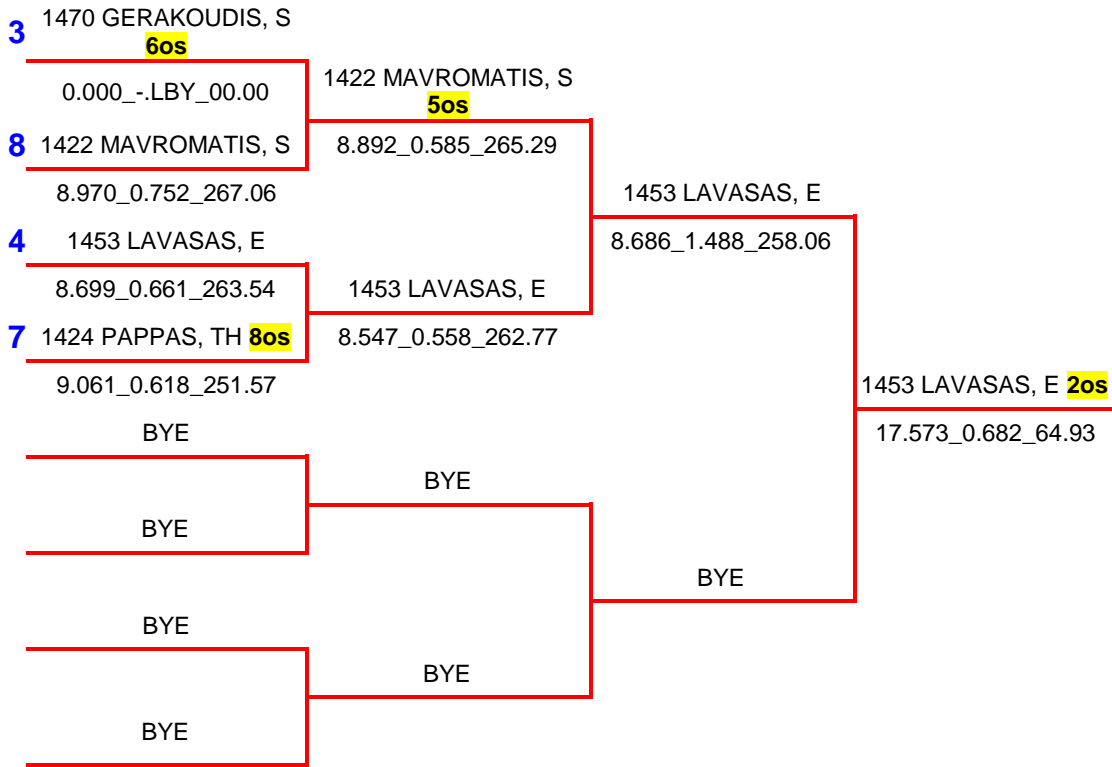 3 1470 GERAKOUDIS, S
6os
0.000_-.LBY_00.00
8 1422 MAVROMATIS, S
8.970_0.752_267.06
4 1453 LAVASAS, E
8.699_0.661_263.54
7 1424 PAPPAS, TH 8os
9.061_0.618_251.57
BYE
BYE
BYE
BYE
1422 MAVROMATIS, S
5os
8.892_0.585_265.29
1453 LAVASAS, E
8.547_0.558_262.77
BYE
BYE
1453 LAVASAS, E
8.686_1.488_258.06
BYE
1453 LAVASAS, E 2os
17.573_0.682_64.93